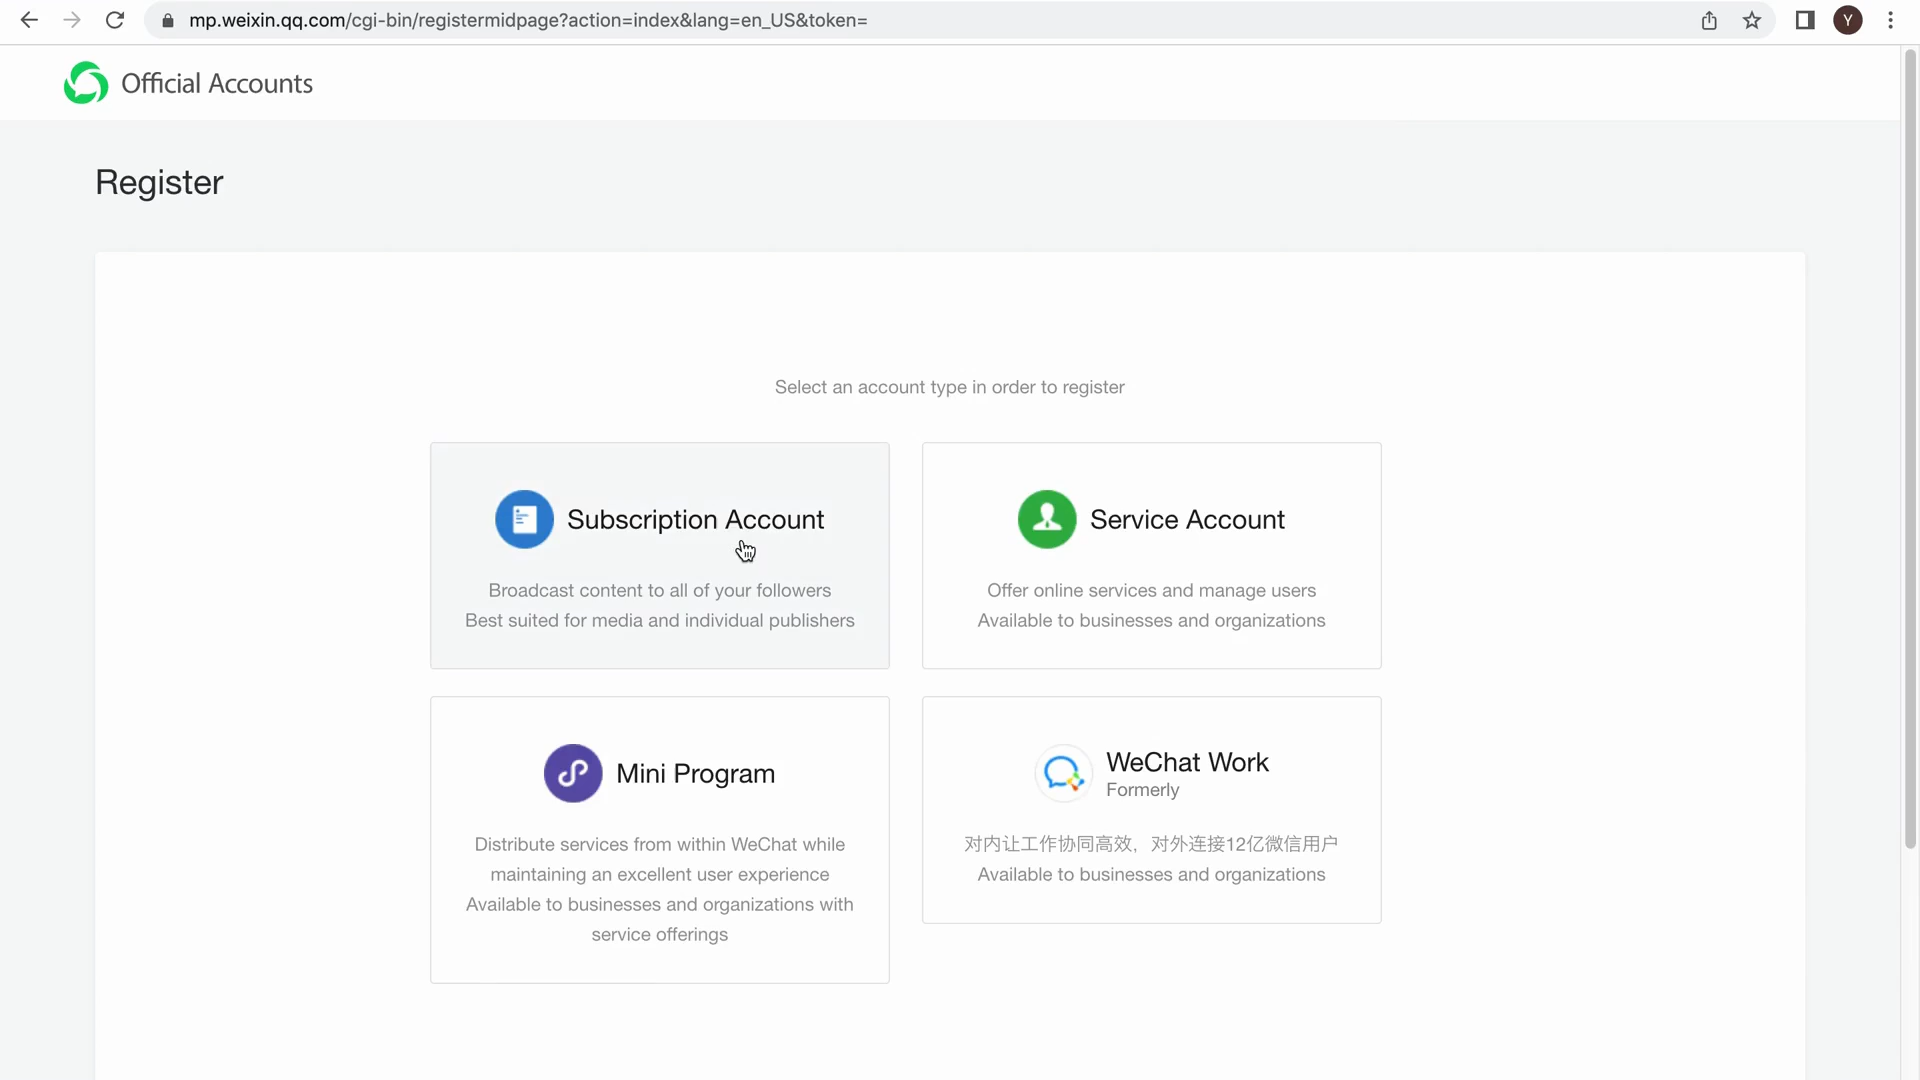 mp.weixin.qq.com/cgi-bin/registermidpage?action=index&lang=en_US&token=
Y
Official Accounts
Register
Select an account type in order to register
Subscription Account
Broadcast content to all of your followers
Best suited for media and individual publishers
Service Account
Offer online services and manage users
Available to businesses and organizations
Mini Program
Distribute services from within WeChat while
maintaining an excellent user experience
Available to businesses and organizations with
service offerings
WeChat Work
Formerly
对内让工作协同高效，对外连接12亿微信用户
Available to businesses and organizations